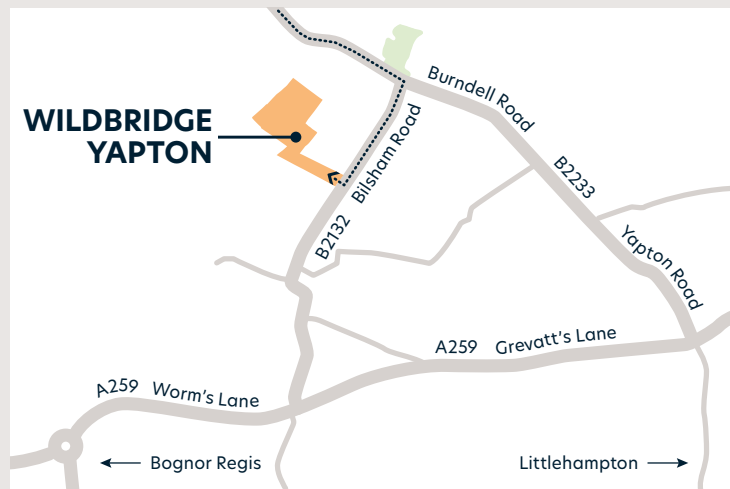 Burndell Road
WILDBRIDGE
YAPTON
Bilsham Road
B2233
B2132
Yapton Road
A259 Grevatt's Lane
A259 Worm's Lane
Bognor Regis
Littlehampton